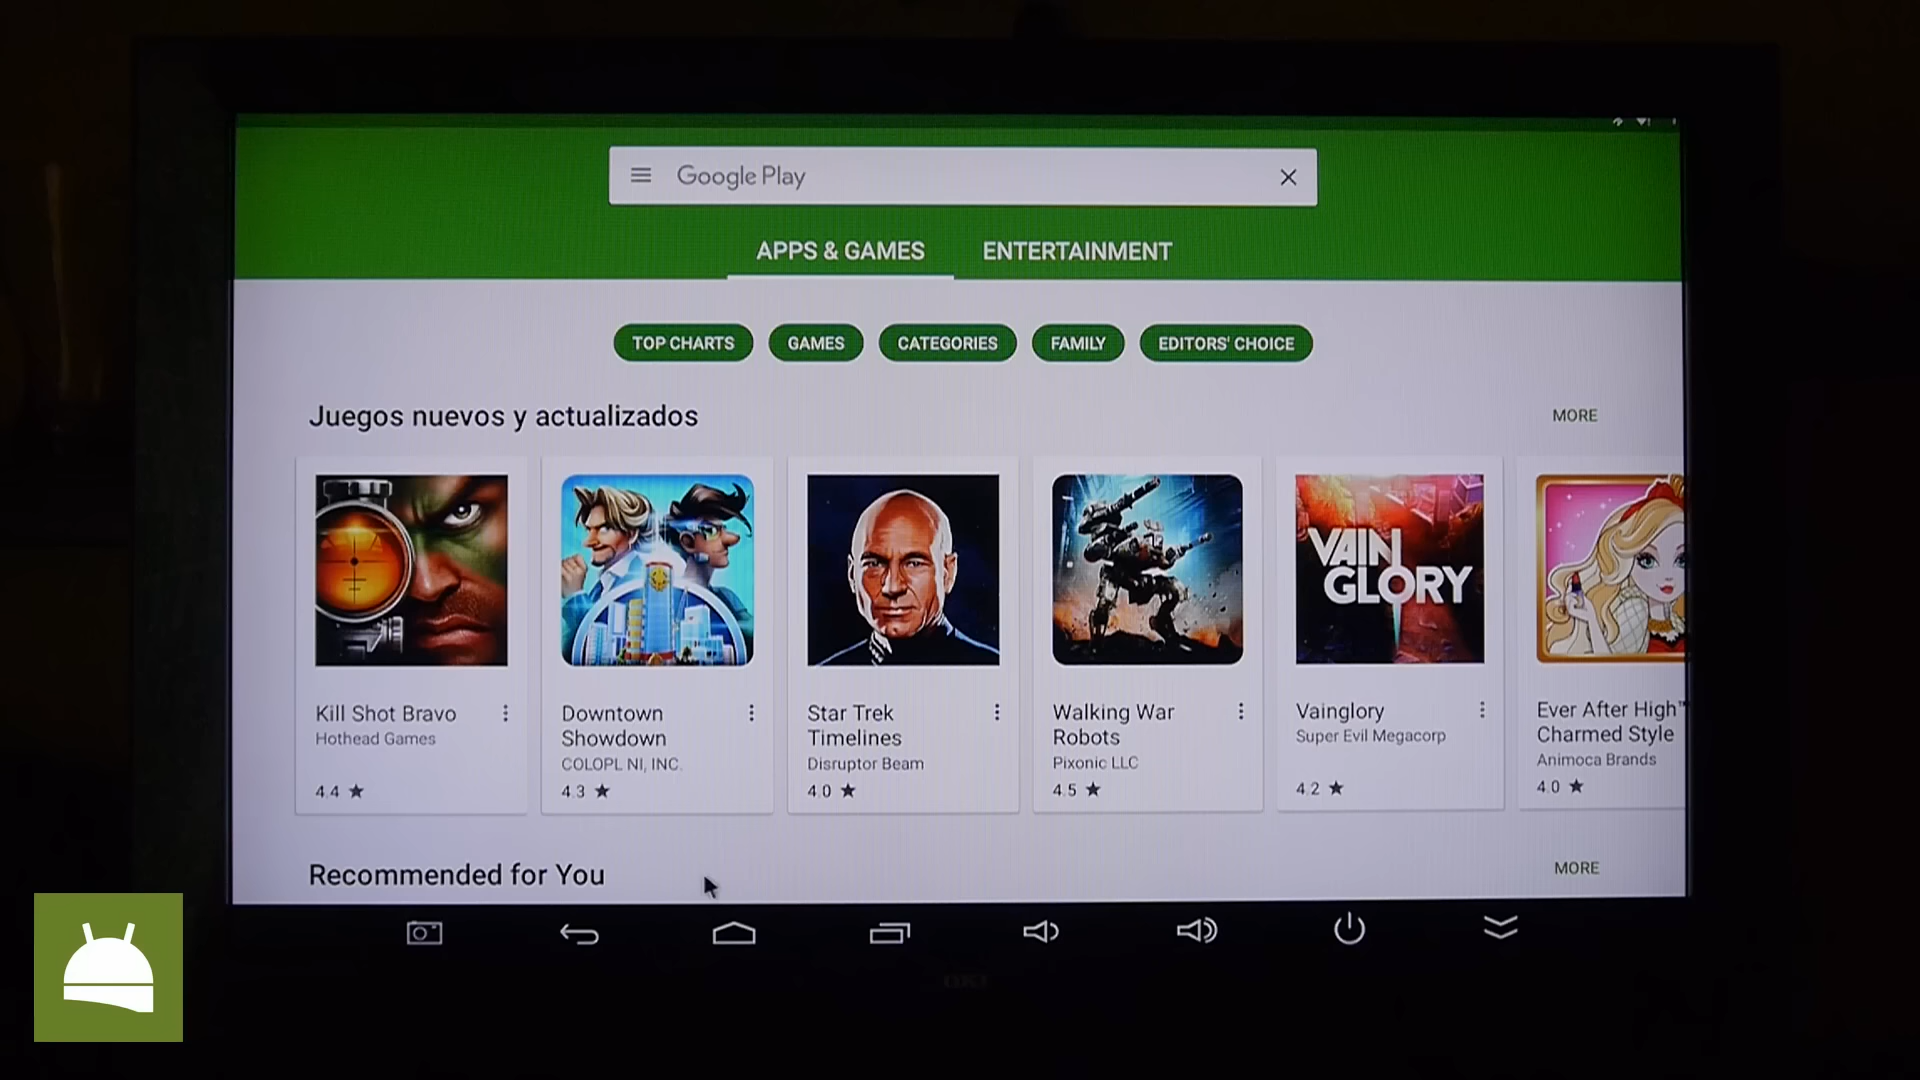 Google Play
APPS & GAMES
ENTERTAINMENT
TOP CHARTS
GAMES
CATEGORIES
FAMILY
EDITORS' CHOICE
Juegos nuevos y actualizados
MORE
VAIN
GLORY
Kill Shot Bravo
Hothead Games
4.4 ★
Downtown
Showdown
COLOPL NI, INC.
4.3 ★
Star Trek
Timelines
Disruptor Beam
4.0 ★
Walking War
Robots
Pixonic LLC
4.5 ★
Vainglory
Super Evil Megacorp
4.2 ★
Ever After High™
Charmed Style
Animoca Brands
4.0 ★
Recommended for You
MORE
OKI